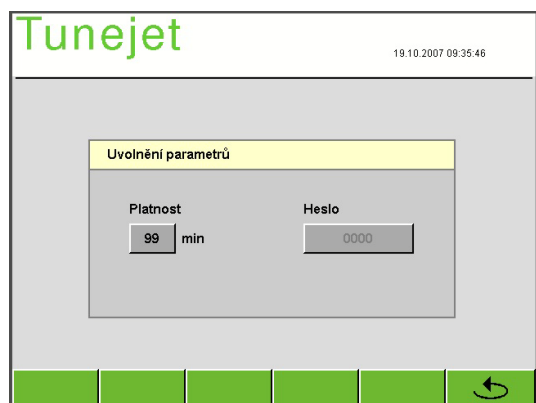 Tunejet
19.10.2007 09:35:46
Uvolnění parametrů
Platnost Heslo
99 min 0000